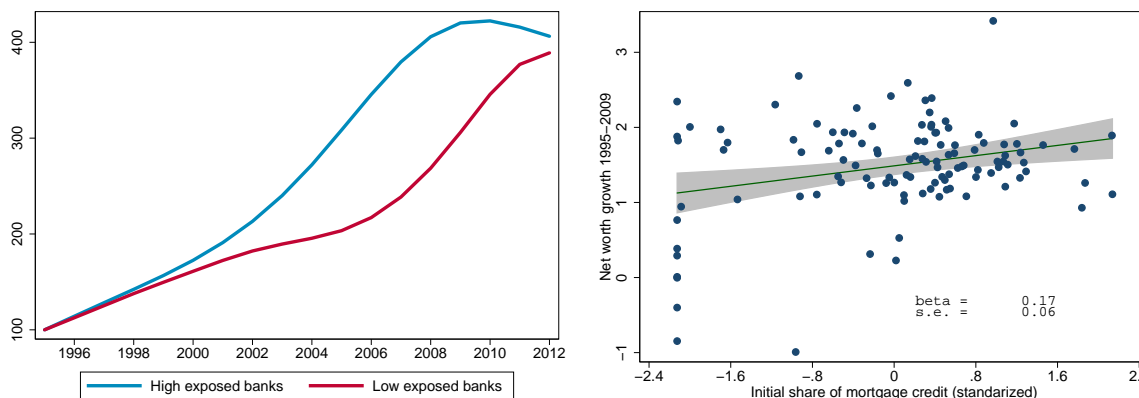 400
300
200
100
1996 1998 2000 2002 2004 2006 2008 2010 2012
High exposed banks Low exposed banks
Net worth growth 1995-2009
3
2
1
0
-1
beta = 0.17
s.e. = 0.06
-2.4 -1.6 -.8 0 .8 1.6
Initial share of mortgage credit (standarized)